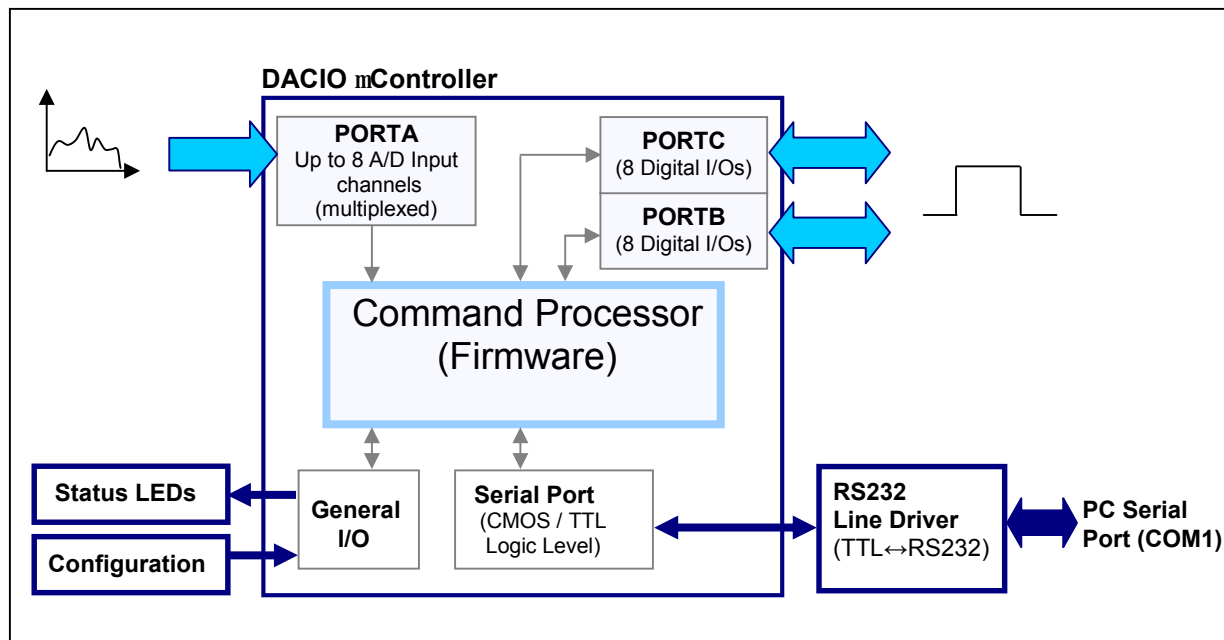 DACIO mController
PORTA
Up to 8 A/D Input
channels
(multiplexed)
PORTC
(8 Digital I/Os)
PORTB
(8 Digital I/Os)
Command Processor
(Firmware)
Status LEDs
Configuration
General
I/O
Serial Port
(CMOS / TTL
Logic Level)
RS232
Line Driver
(TTL↔RS232)
PC Serial
Port (COM1)